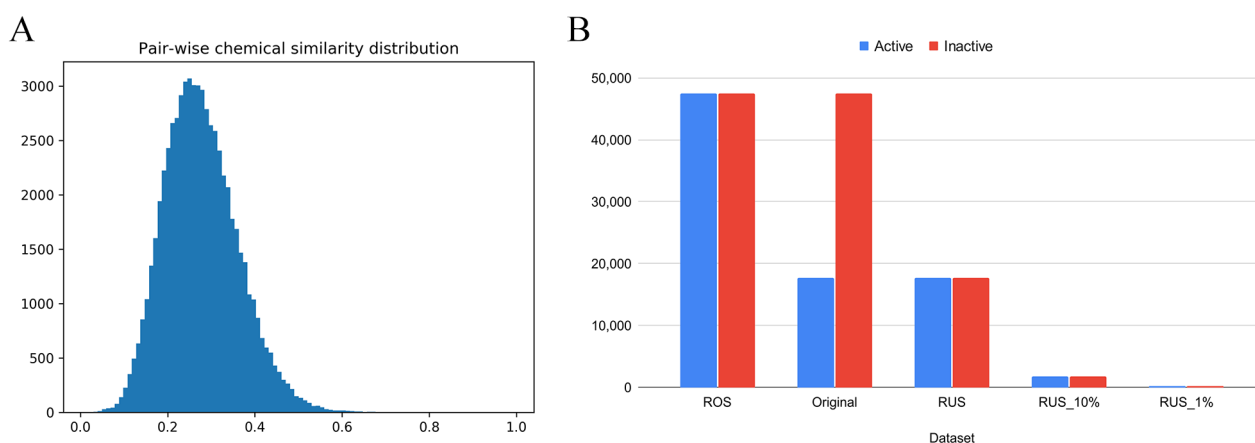 A
Pair-wise chemical similarity distribution
3000
2500
2000
1500
1000
500
0
0.0 0.2 0.4 0.6 0.8 1.0
B
Active Inactive
50,000
40,000
30,000
20,000
10,000
0
ROS Original RUS RUS_10% RUS_1%
Dataset